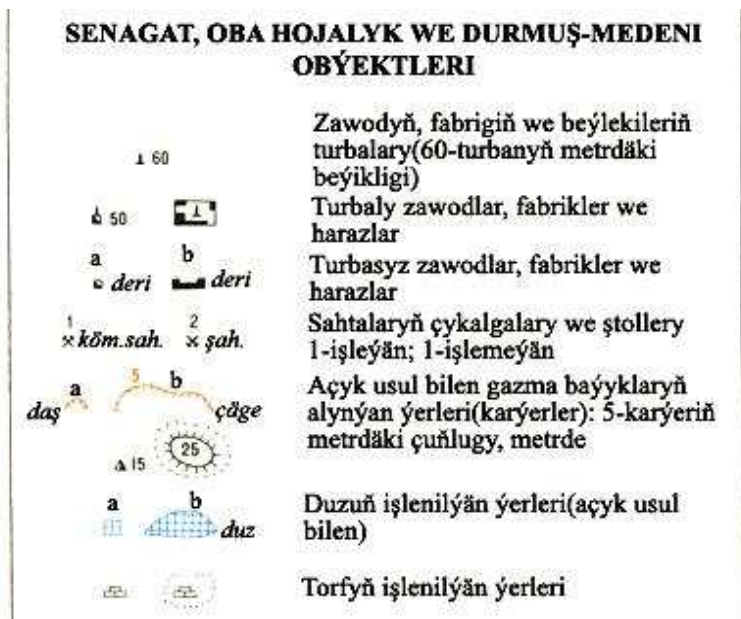 SENAGAT, OBA HOJALYK WE DURMUŞ-MEDENI
OBÝEKTLERI
60
Zawodyň, fabrigiň we beýlekileriň
turbalary(60-turbanyň metrdäki
beýikligi)
50
Turbaly zawodlar, fabrikler we
harazlar
a b
deri deri
Turbasyz zawodlar, fabrikler we
harazlar
1 2
köm.sah. şah.
Sahtalaryň çykalgalary we ştollery
1-işleýän; 1-işlemeýän
a 5 b
daş çäge
Açyk usul bilen gazma baýyklaryň
alynýan ýerleri(karýerler): 5-karýeriň
metrdäki çuňlugy, metrde
15 25
a b
duz
Duzuň işlenilýän ýerleri(açyk usul
bilen)
Torfyň işlenilýän ýerleri